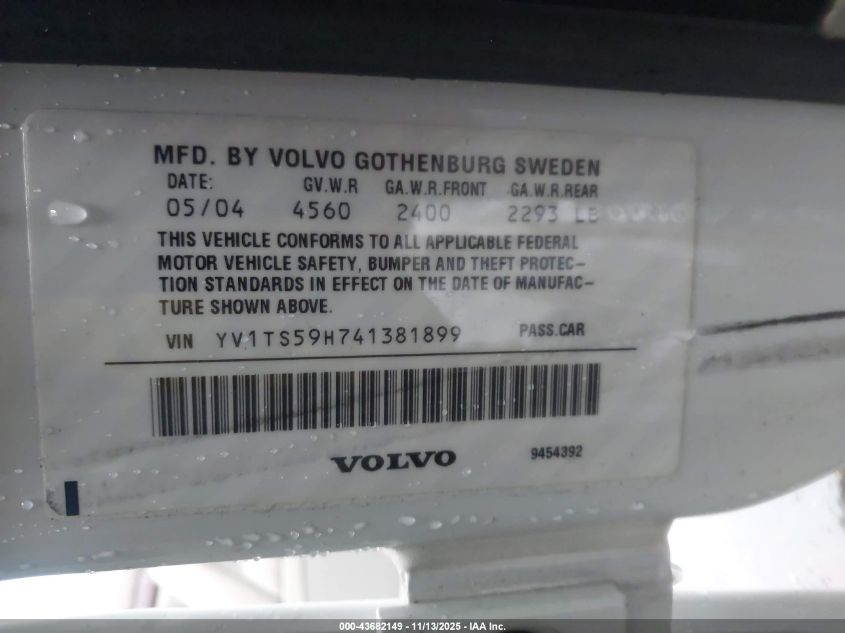 MFD. BY VOLVO GOTHENBURG SWEDEN
DATE: GV.W.R GA.W.R.FRONT GA.W.R.REAR
05/04 4560 2400 2293 LB
THIS VEHICLE CONFORMS TO ALL APPLICABLE FEDERAL
MOTOR VEHICLE SAFETY, BUMPER AND THEFT PROTEC-
TION STANDARDS IN EFFECT ON THE DATE OF MANUFAC-
TURE SHOWN ABOVE.
VIN YV1TS59H741381899 PASS.CAR
VOLVO 9454392
000-43682149 - 11/13/2025 - IAA Inc.